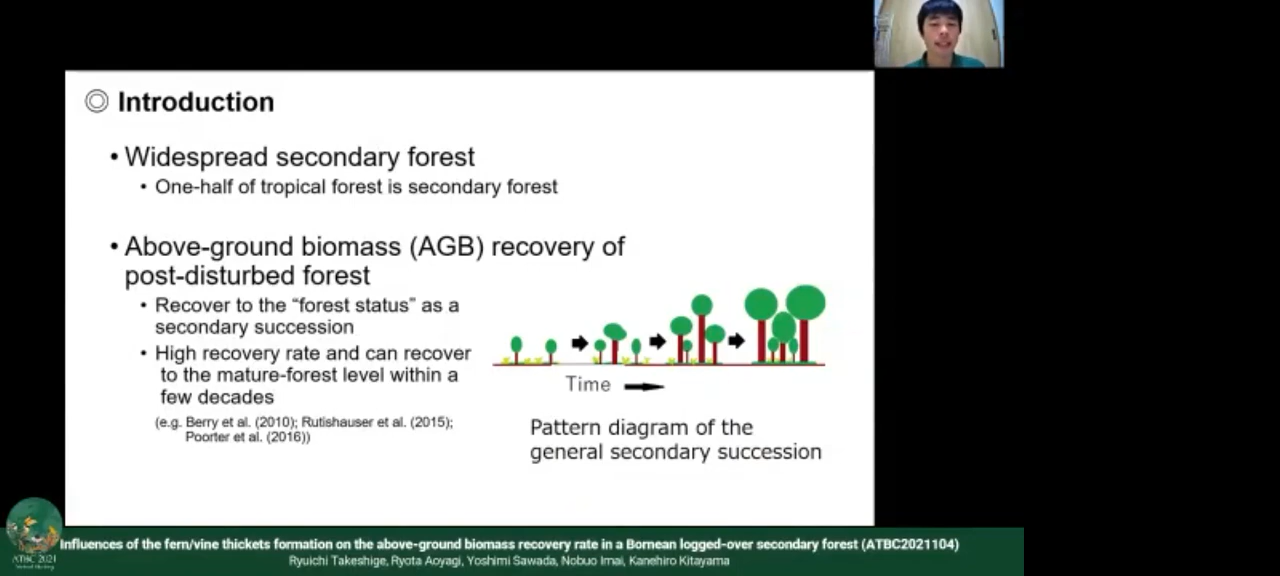 Introduction
• Widespread secondary forest
• One-half of tropical forest is secondary forest
• Above-ground biomass (AGB) recovery of
post-disturbed forest
• Recover to the “forest status” as a
secondary succession
• High recovery rate and can recover
to the mature-forest level within a
few decades
(e.g. Berry et al. (2010); Rutishauser et al. (2015);
Poorter et al. (2016))
Time
Pattern diagram of the
general secondary succession
ATBC 2021
Influences of the fern/vine thickets formation on the above-ground biomass recovery rate in a Bornean logged-over secondary forest (ATBC2021104)
Ryuichi Takeshige, Ryota Aoyagi, Yoshimi Sawada, Nobuo Imai, Kanehiro Kitayama